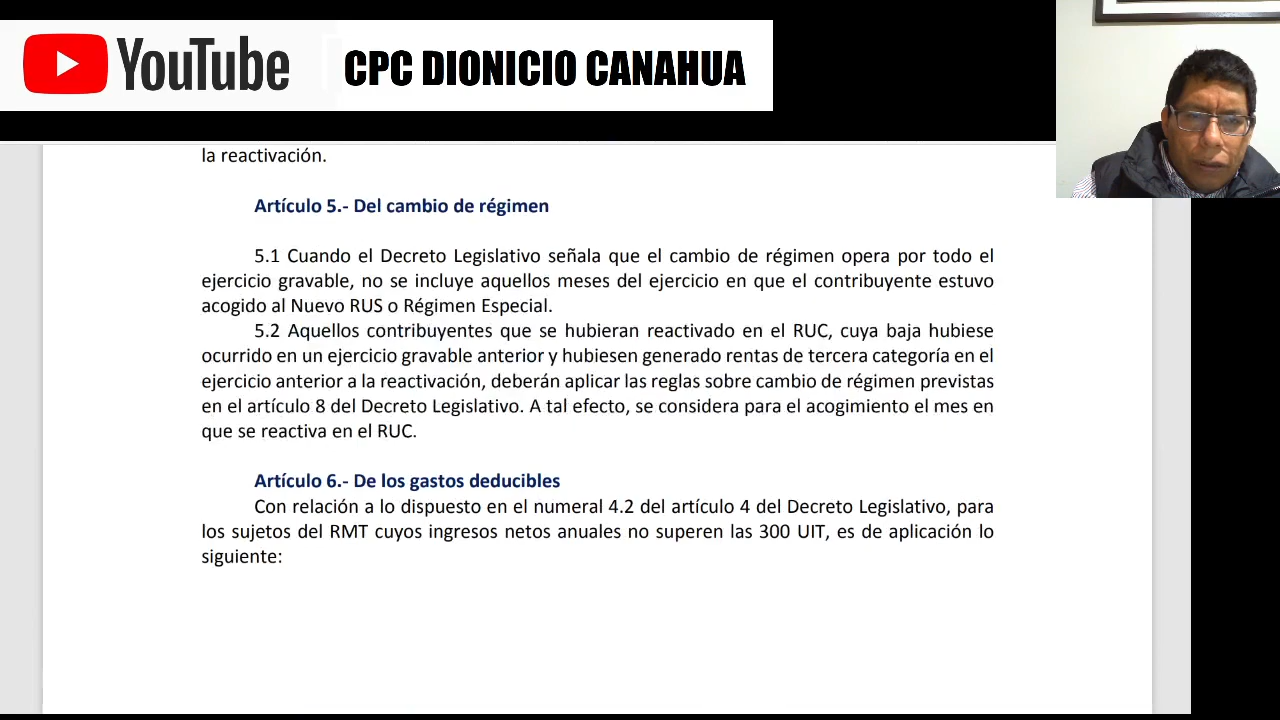 YouTube CPC DIONICIO CANAHUA
la reactivación.
Artículo 5.- Del cambio de régimen
5.1 Cuando el Decreto Legislativo señala que el cambio de régimen opera por todo el
ejercicio gravable, no se incluye aquellos meses del ejercicio en que el contribuyente estuvo
acogido al Nuevo RUS o Régimen Especial.
5.2 Aquellos contribuyentes que se hubieran reactivado en el RUC, cuya baja hubiese
ocurrido en un ejercicio gravable anterior y hubiesen generado rentas de tercera categoría en el
ejercicio anterior a la reactivación, deberán aplicar las reglas sobre cambio de régimen previstas
en el artículo 8 del Decreto Legislativo. A tal efecto, se considera para el acogimiento el mes en
que se reactiva en el RUC.
Artículo 6.- De los gastos deducibles
Con relación a lo dispuesto en el numeral 4.2 del artículo 4 del Decreto Legislativo, para
los sujetos del RMT cuyos ingresos netos anuales no superen las 300 UIT, es de aplicación lo
siguiente: